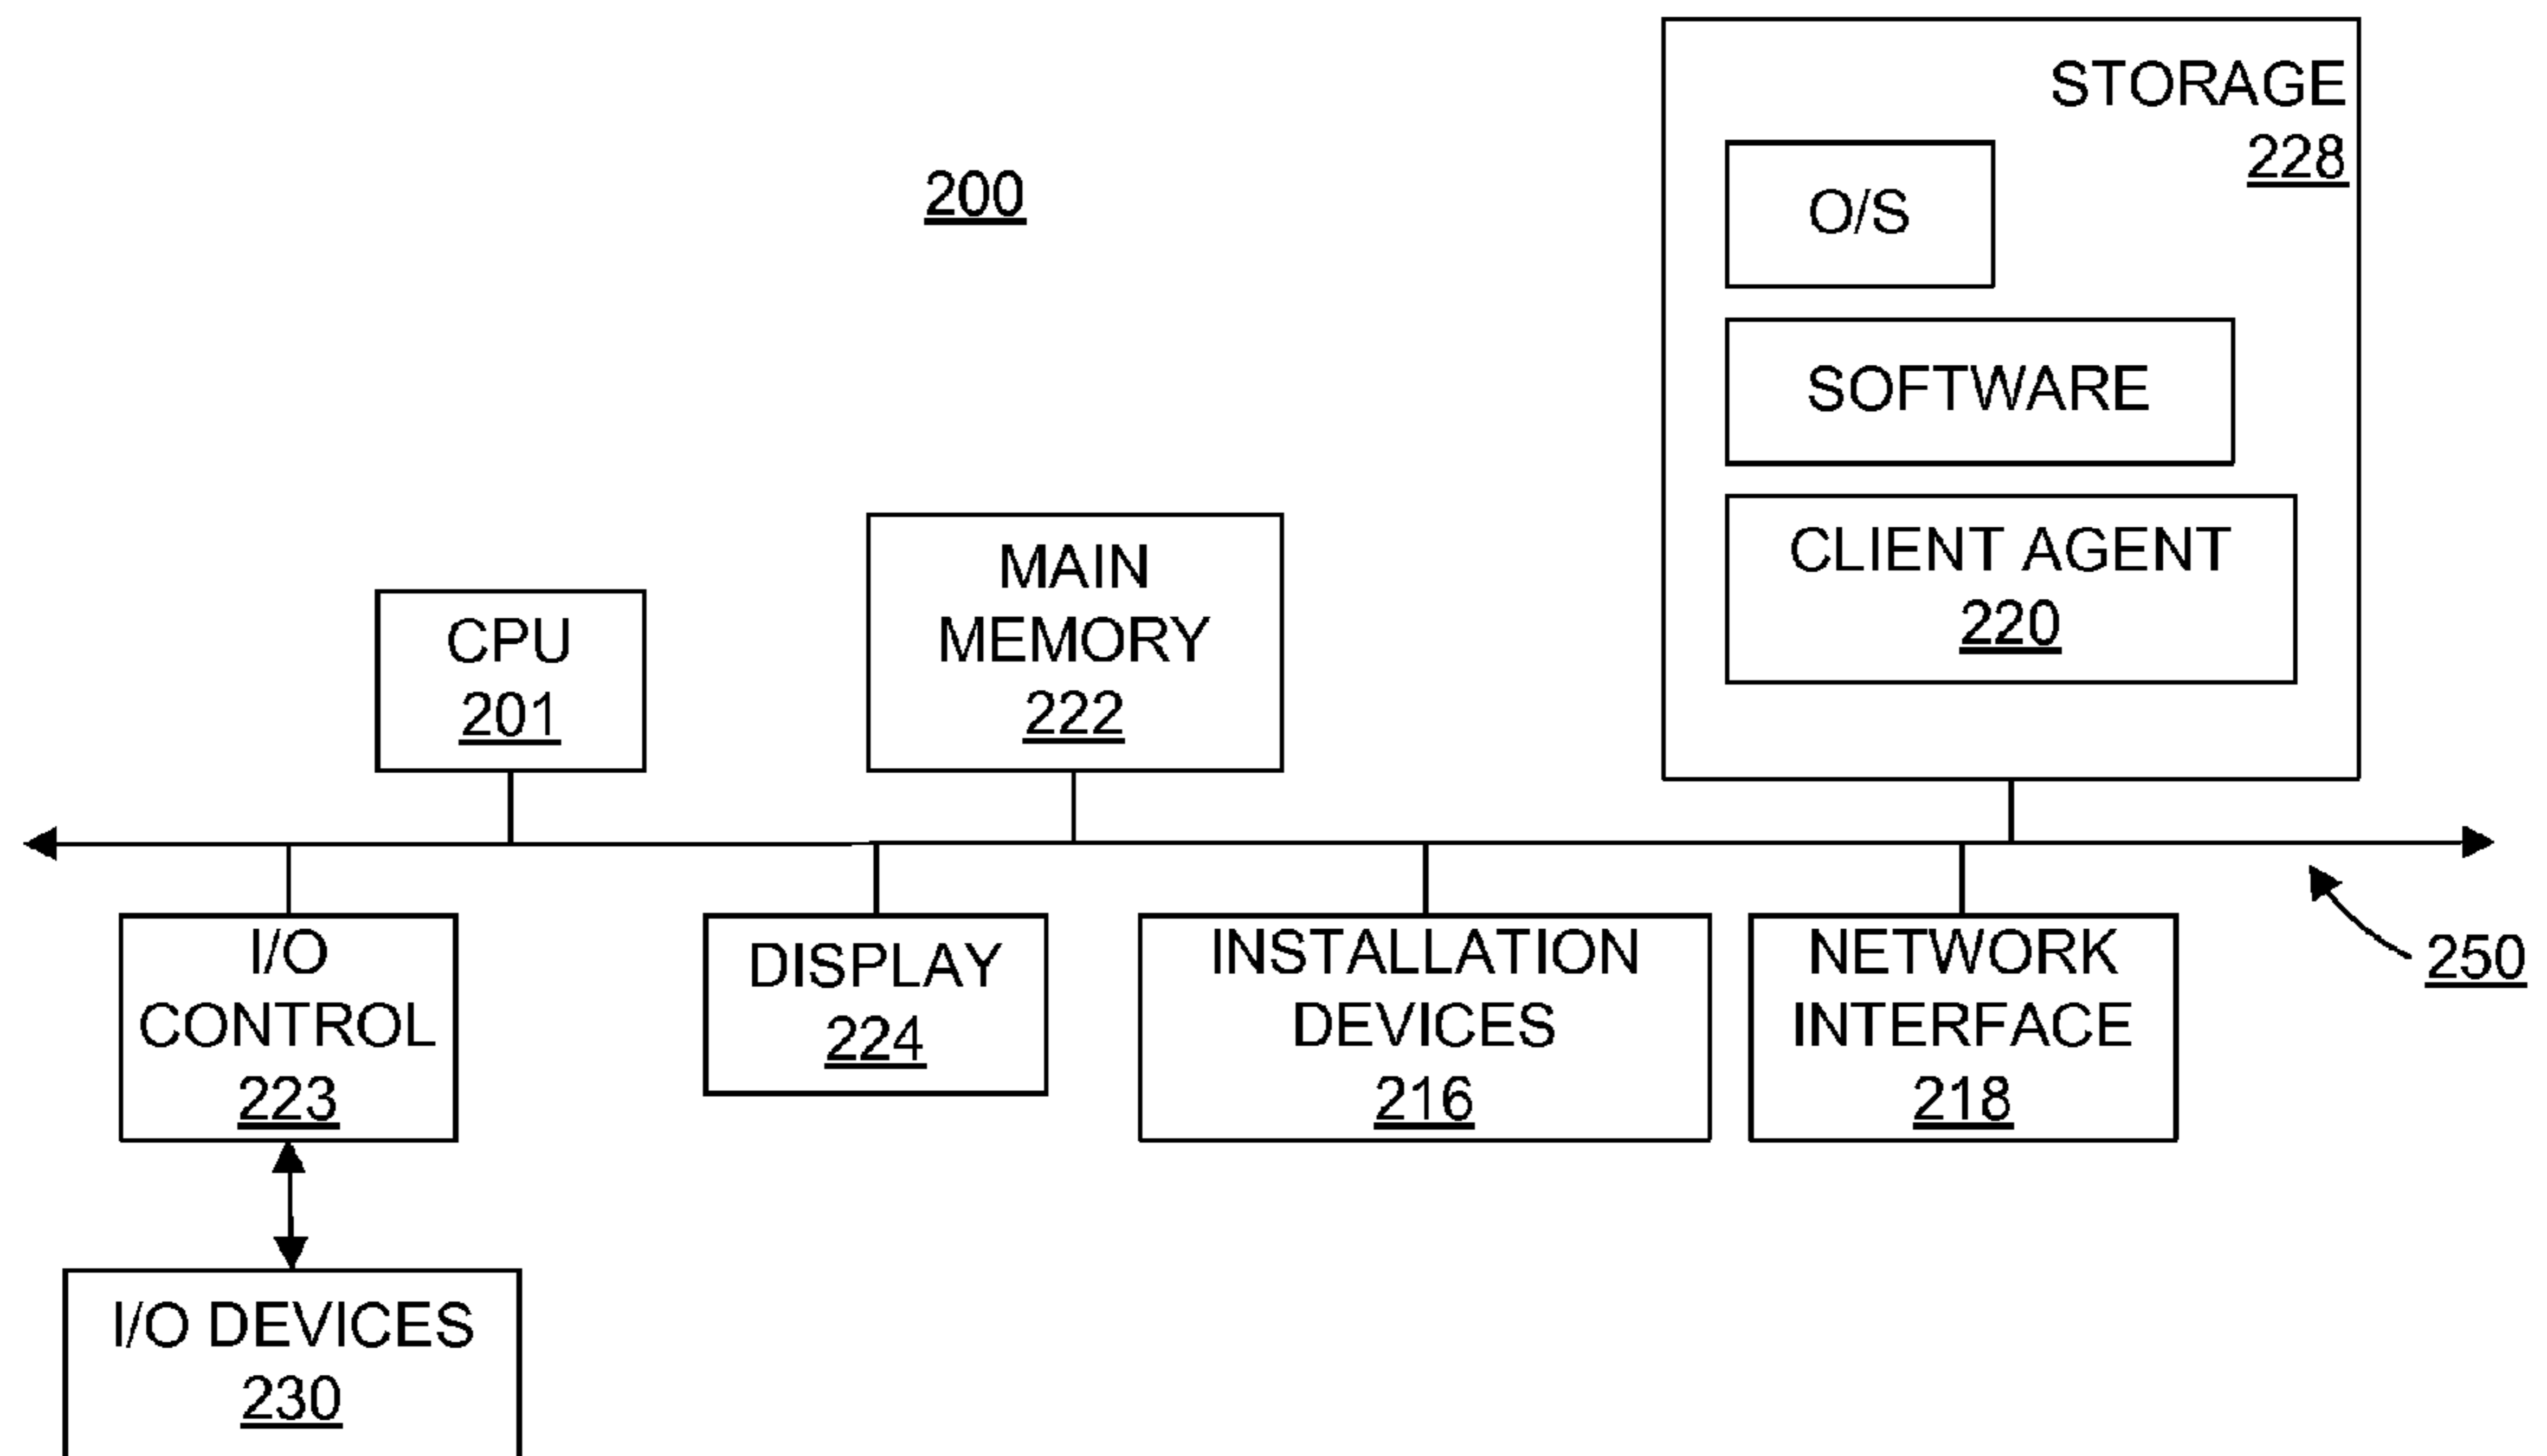 200
STORAGE
228
O/S
SOFTWARE
CLIENT AGENT
220
CPU
201
MAIN
MEMORY
222
I/O
CONTROL
223
DISPLAY
224
INSTALLATION
DEVICES
216
NETWORK
INTERFACE
218
250
I/O DEVICES
230